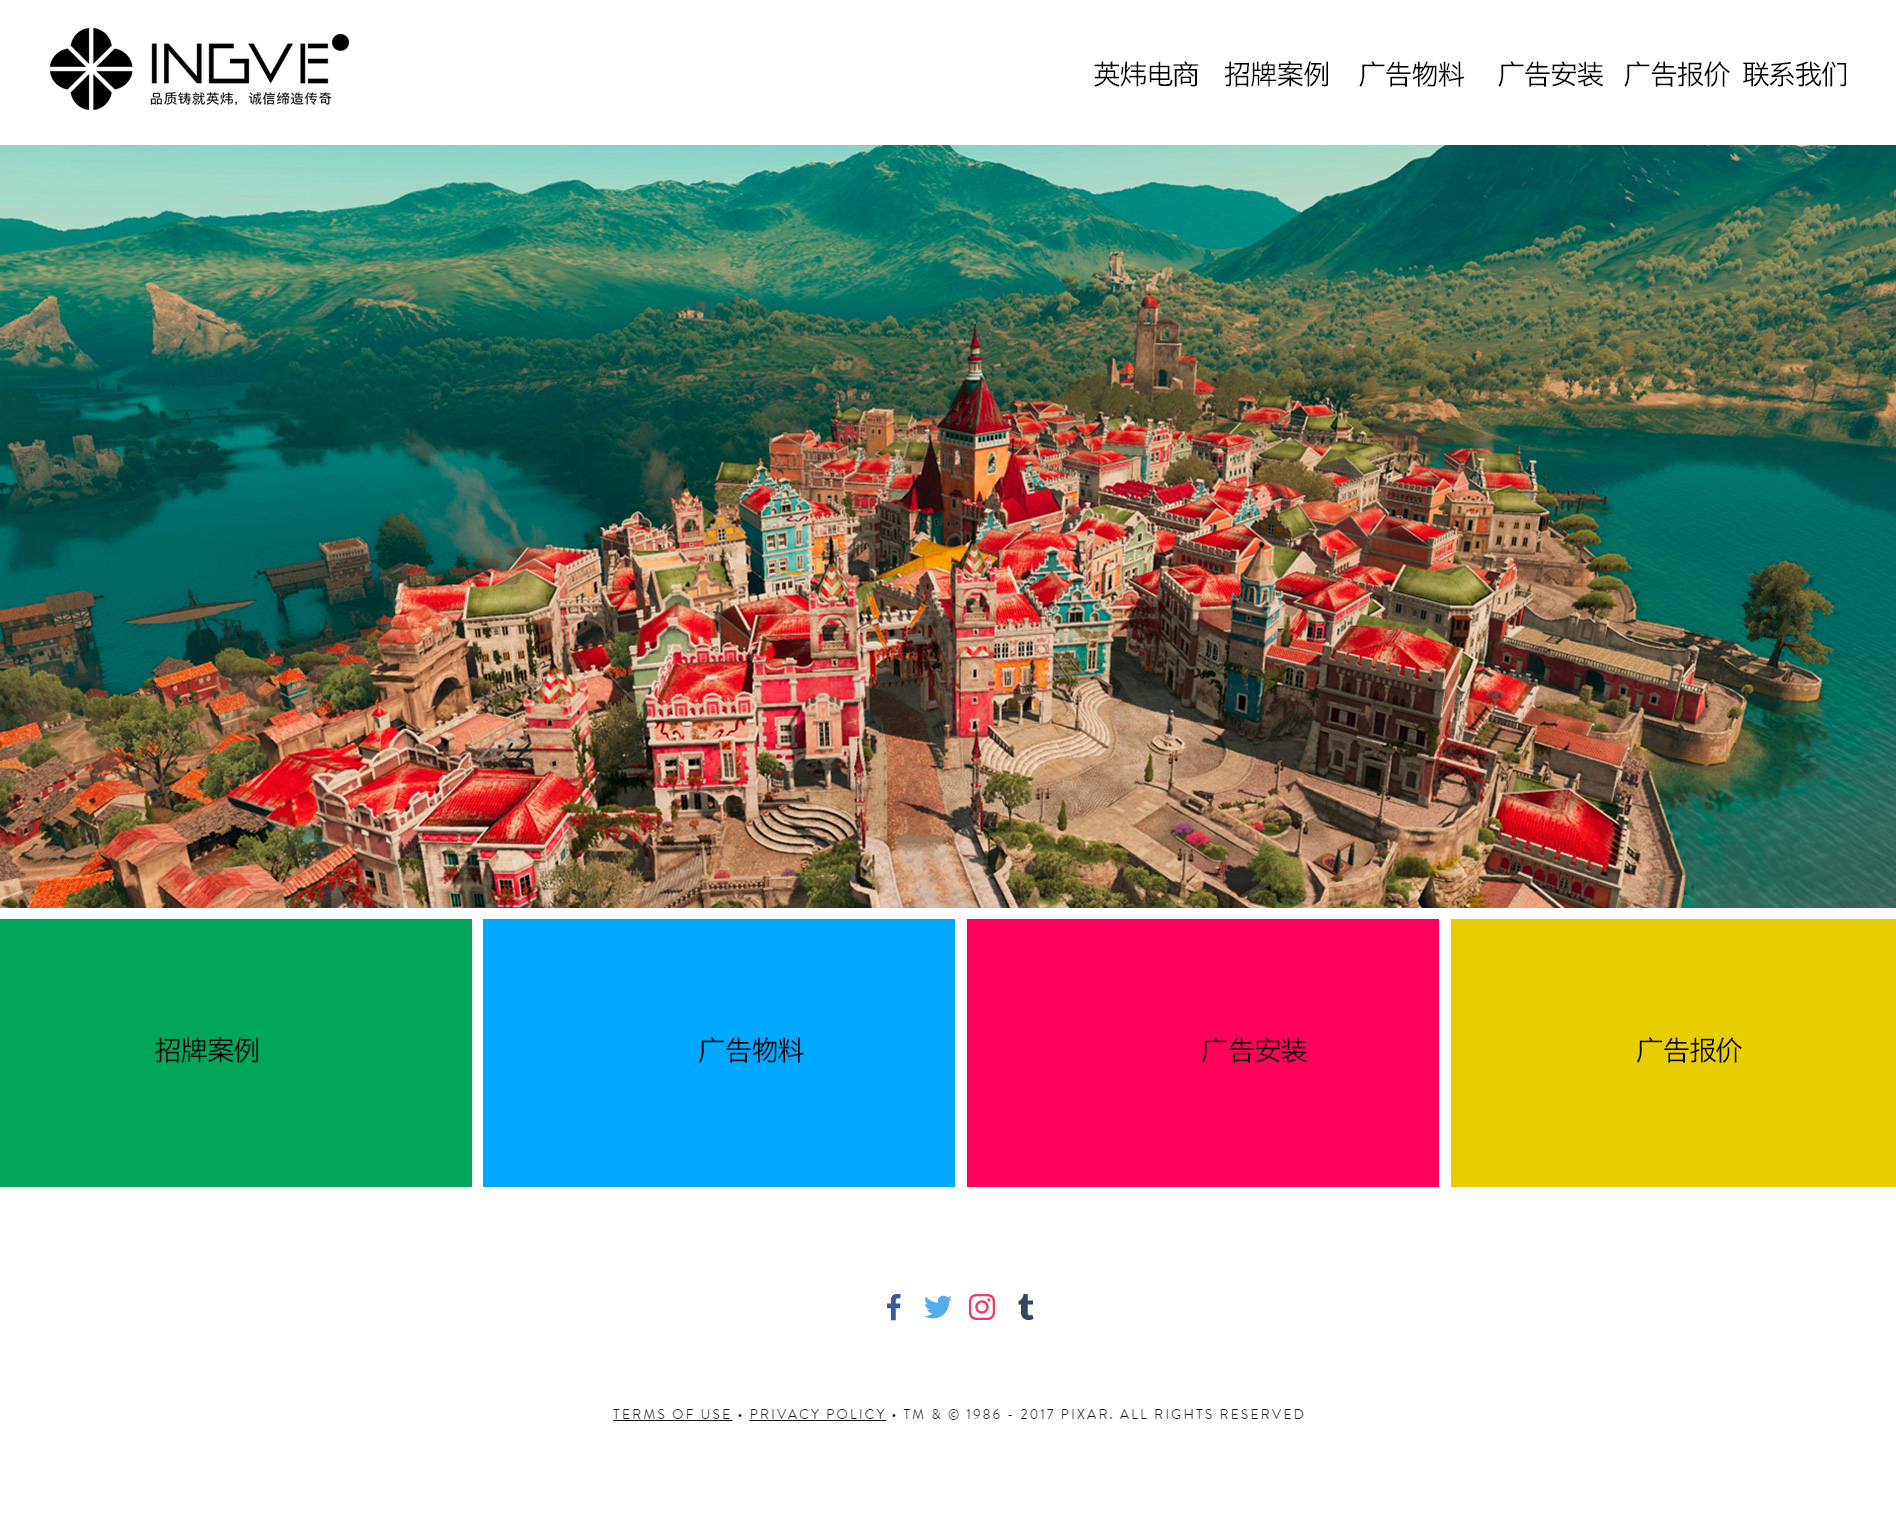 INGVE
品质铸就英炜，诚信缔造传奇
英炜电商 招牌案例 广告物料 广告安装 广告报价 联系我们
招牌案例 广告物料 广告安装 广告报价
TERMS OF USE • PRIVACY POLICY • TM & © 1986 - 2017 PIXAR. ALL RIGHTS RESERVED